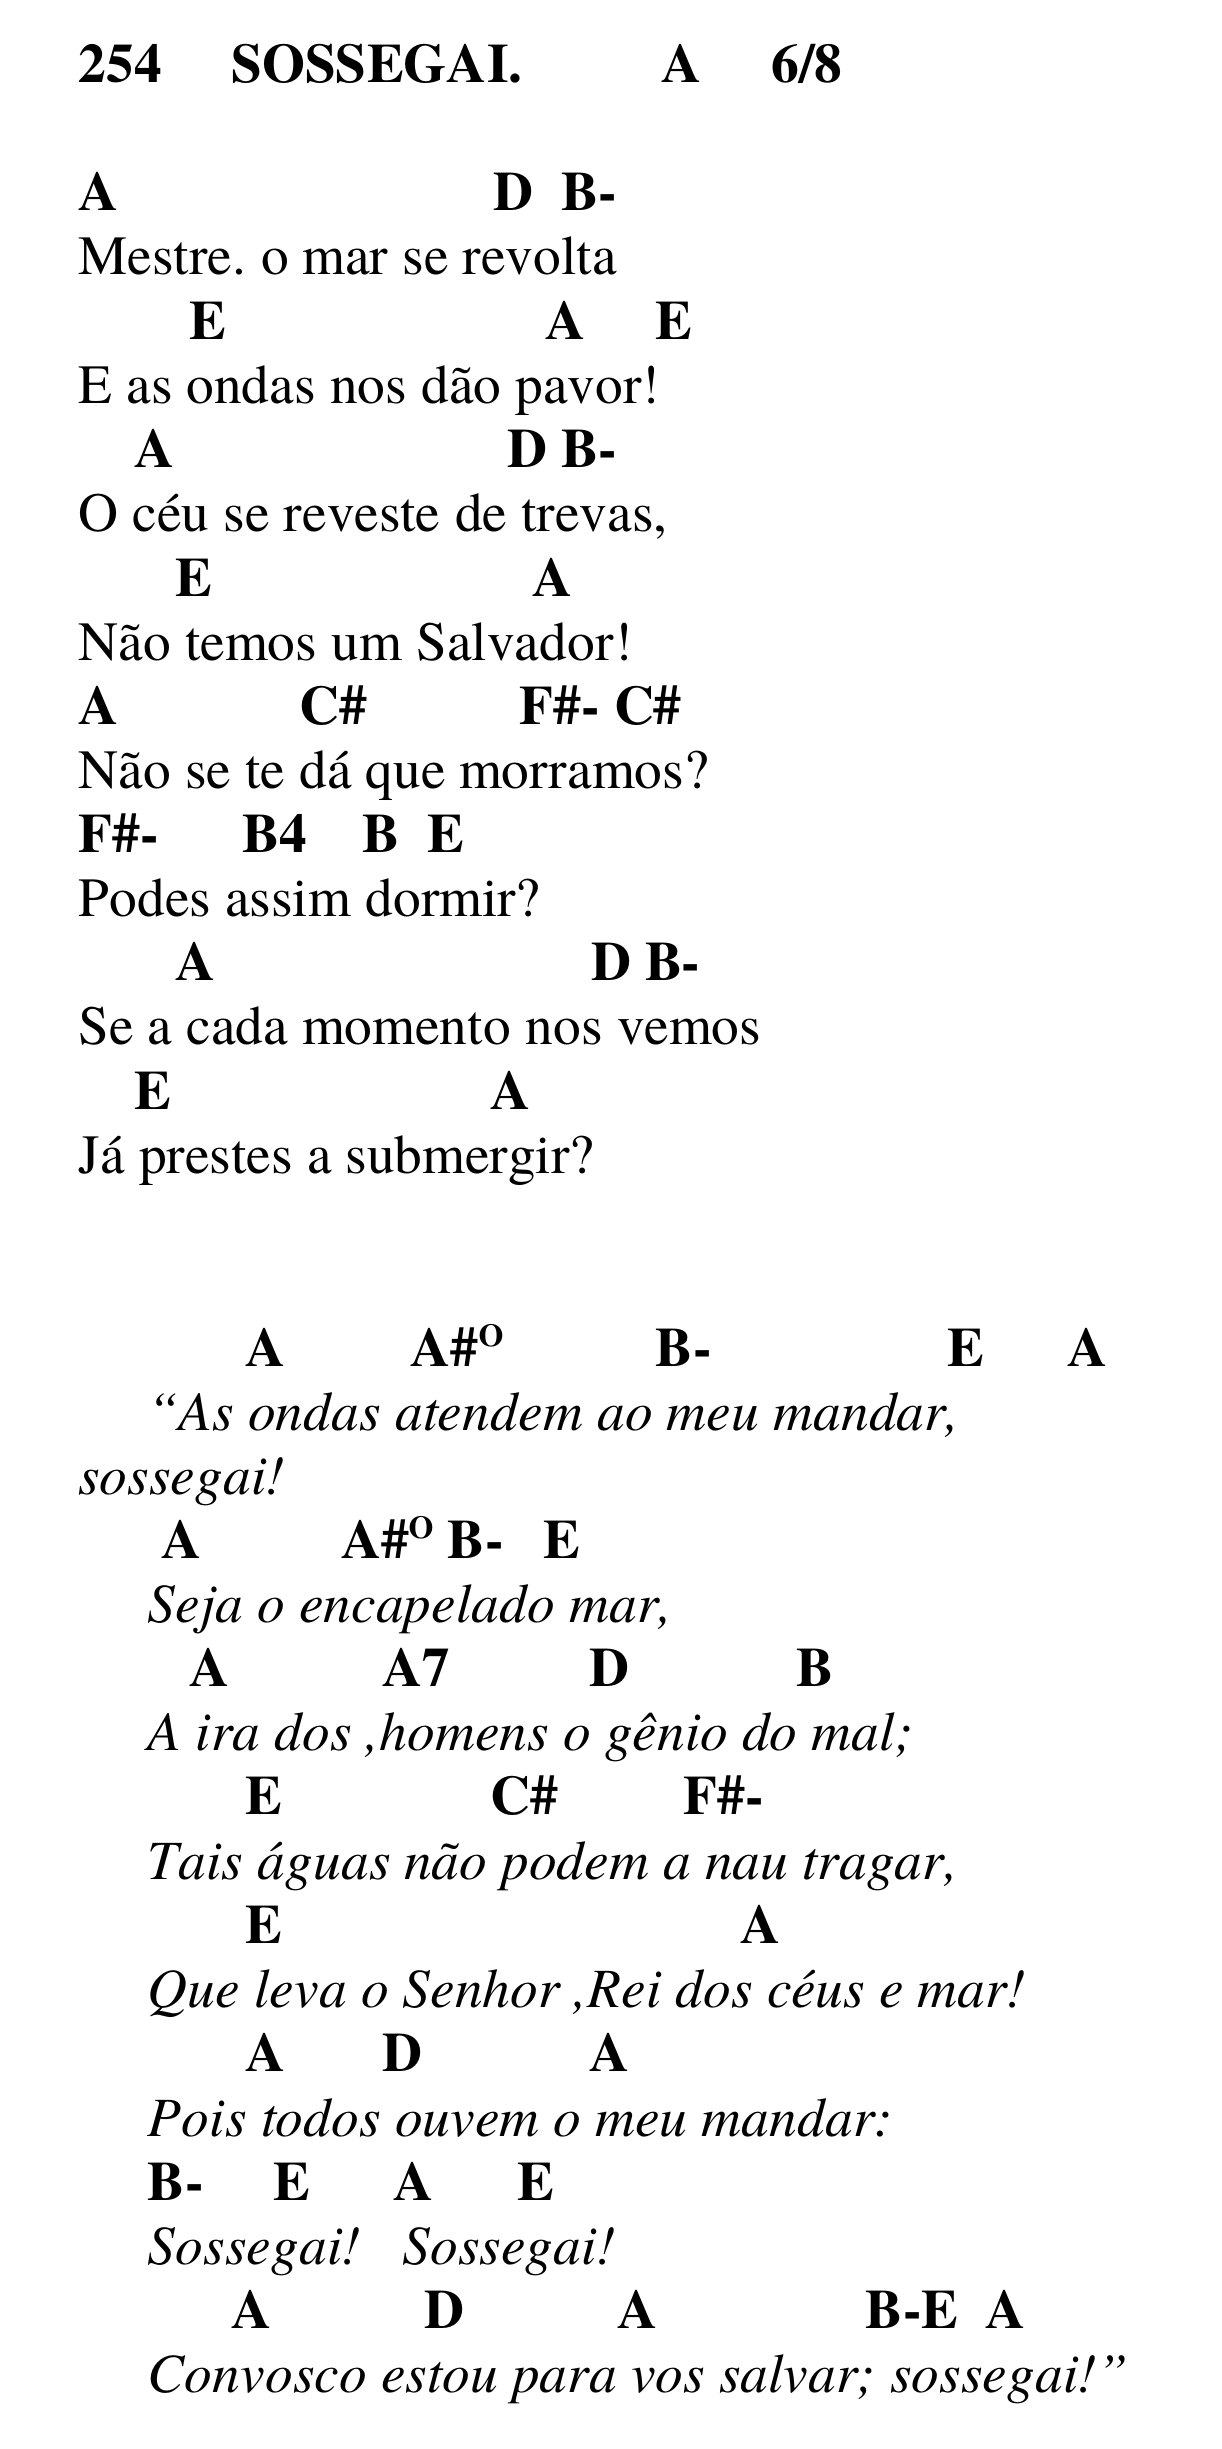 254 SOSSEGAI. A 6/8
A D B-
Mestre. o mar se revolta
E A E
E as ondas nos dão pavor!
A D B-
O céu se reveste de trevas,
E A
Não temos um Salvador!
A C# F#- C#
Não se te dá que morramos?
F#- B4 B E
Podes assim dormir?
A D B-
Se a cada momento nos vemos
E A
Já prestes a submergir?
A A#O B- E A
“As ondas atendem ao meu mandar,
sossegai!
A A#O B- E
Seja o encapelado mar,
A A7 D B
A ira dos ,homens o gênio do mal;
E C# F#-
Tais águas não podem a nau tragar,
E A
Que leva o Senhor ,Rei dos céus e mar!
A D A
Pois todos ouvem o meu mandar:
B- E A E
Sossegai! Sossegai!
A D A B-E A
Convosco estou para vos salvar; sossegai!”